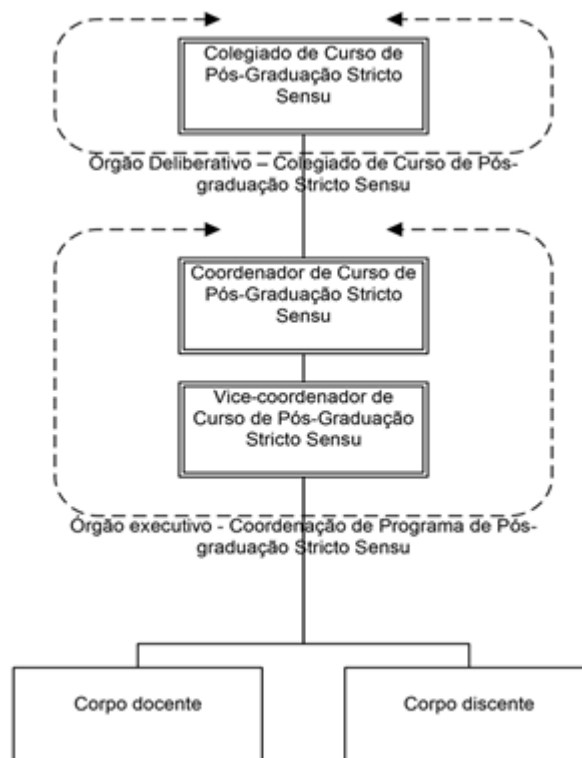 Colegiado de Curso de
Pós-Graduação Stricto
Sensu
Órgão Deliberativo – Colegiado de Curso de Pós-
graduação Stricto Sensu
Coordenador de Curso de
Pós-Graduação Stricto
Sensu
Vice-coordenador de
Curso de Pós-Graduação
Stricto Sensu
Órgão executivo - Coordenação de Programa de Pós-
graduação Stricto Sensu
Corpo docente
Corpo discente